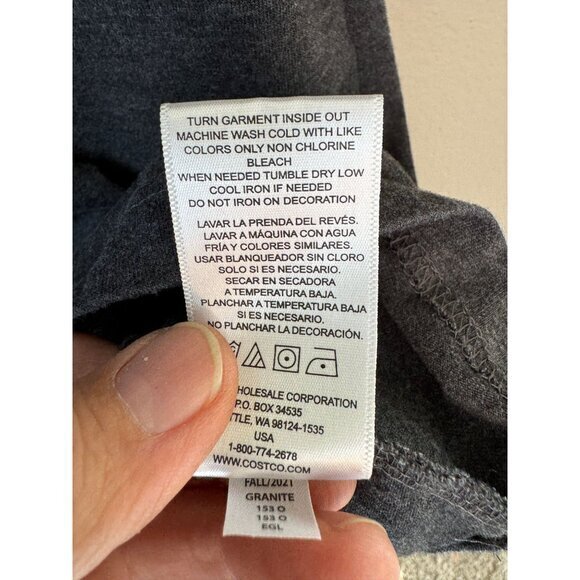 TURN GARMENT INSIDE OUT
MACHINE WASH COLD WITH LIKE
COLORS ONLY NON CHLORINE
BLEACH
WHEN NEEDED TUMBLE DRY LOW
COOL IRON IF NEEDED
DO NOT IRON ON DECORATION
LAVAR LA PRENDA DEL REVÉS.
LAVAR A MÁQUINA CON AGUA
FRÍA Y COLORES SIMILARES.
USAR BLANQUEADOR SIN CLORO
SOLO SI ES NECESARIO.
SECAR EN SECADORA
A TEMPERATURA BAJA.
PLANCHAR A TEMPERATURA BAJA
SI ES NECESARIO.
NO PLANCHAR LA DECORACIÓN.
HOLESALE CORPORATION
P.O. BOX 34535
TTLE, WA 98124-1535
USA
1-800-774-2678
WWW.COSTCO.COM
FALL/2021
GRANITE
153 O
153 O
EGL